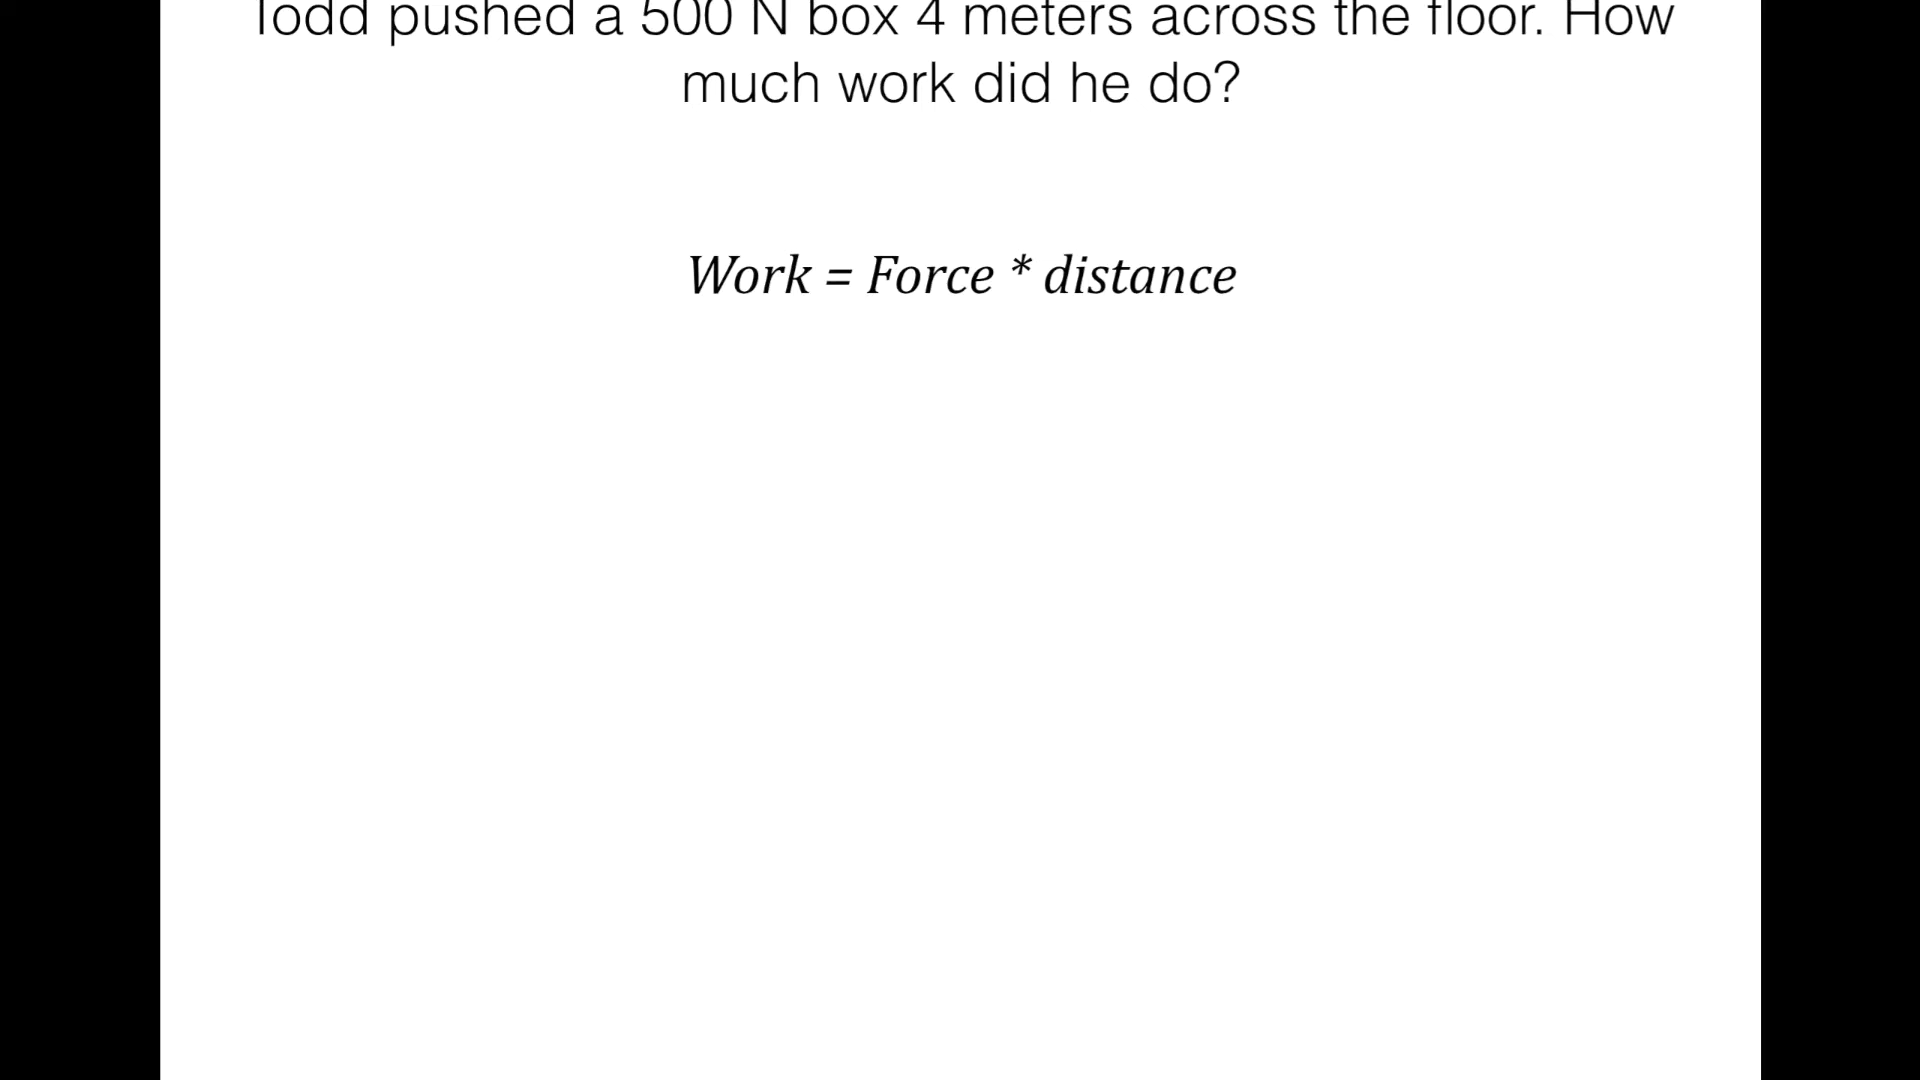 Todd pushed a 500 N box 4 meters across the floor. How
much work did he do?
Work = Force * distance